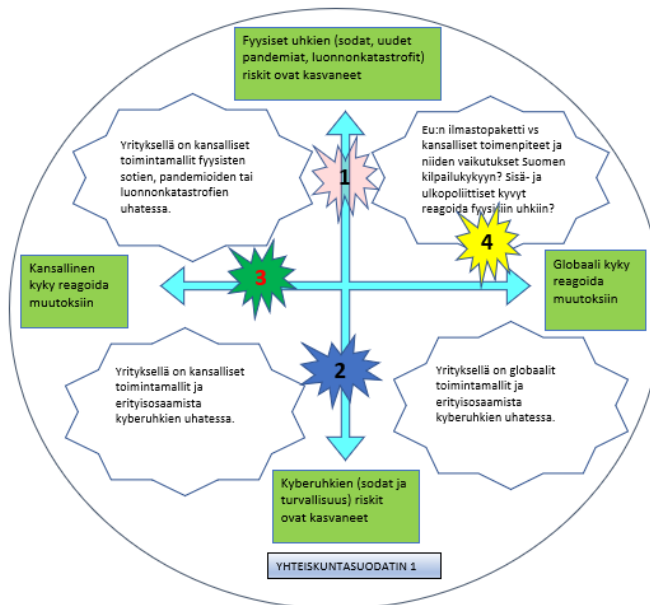 Fyysiset uhkien (sodat, uudet
pandemiat, luonnonkatastrofit)
riskit ovat kasvaneet
Yrityksellä on kansalliset
toimintamallit fyysisten
sotien, pandemioiden tai
luonnonkatastrofien
uhatessa.
1
Eu:n ilmastopaketti vs
kansalliset toimenpiteet ja
niiden vaikutukset Suomen
kilpailukykyyn? Sisä- ja
ulkopoliittiset kyvyt
reagoida fyysisiin uhkiin?
4
Kansallinen
kyky reagoida
muutoksiin
3
Globaali kyky
reagoida
muutoksiin
Yrityksellä on kansalliset
toimintamallit ja
erityisosaamista
kyberuhkien uhatessa.
2
Yrityksellä on globaalit
toimintamallit ja
erityisosaamista
kyberuhkien uhatessa.
Kyberuhkien (sodat ja
turvallisuus) riskit
ovat kasvaneet
YHTEISKUNTASUODATIN 1